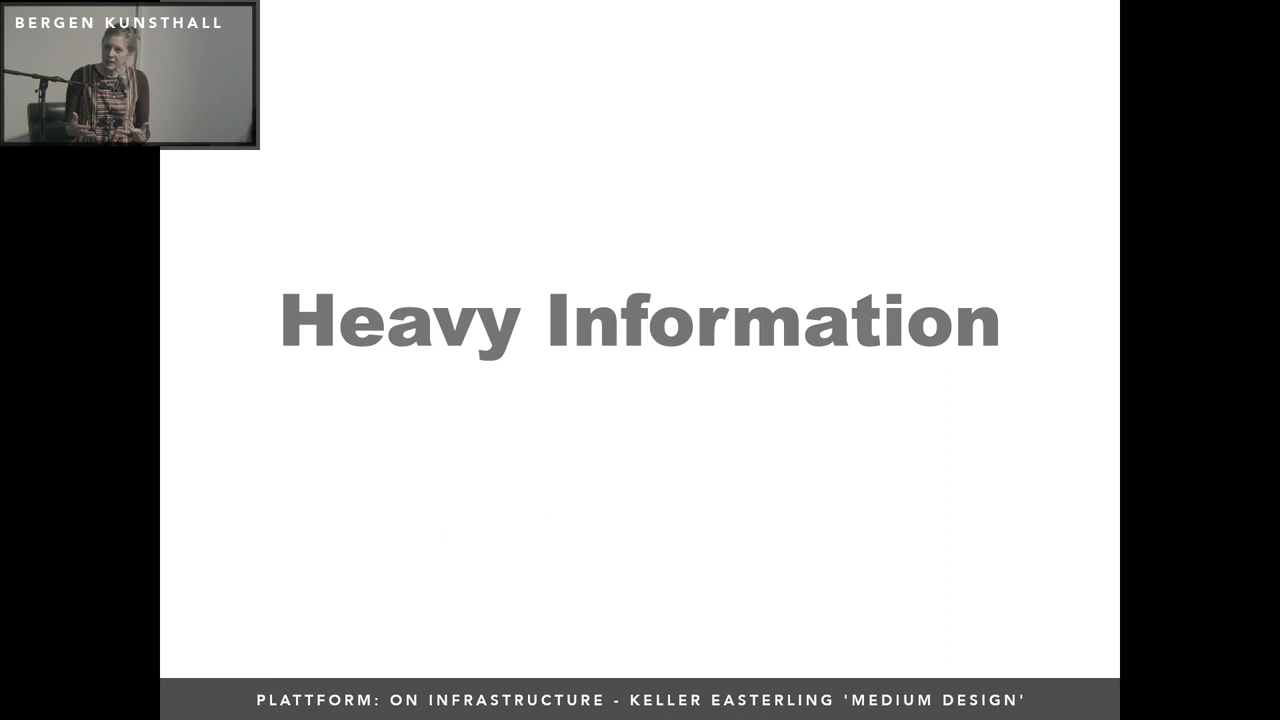 BERGEN KUNSTHALL
Heavy Information
PLATTFORM: ON INFRASTRUCTURE - KELLER EASTERLING 'MEDIUM DESIGN'